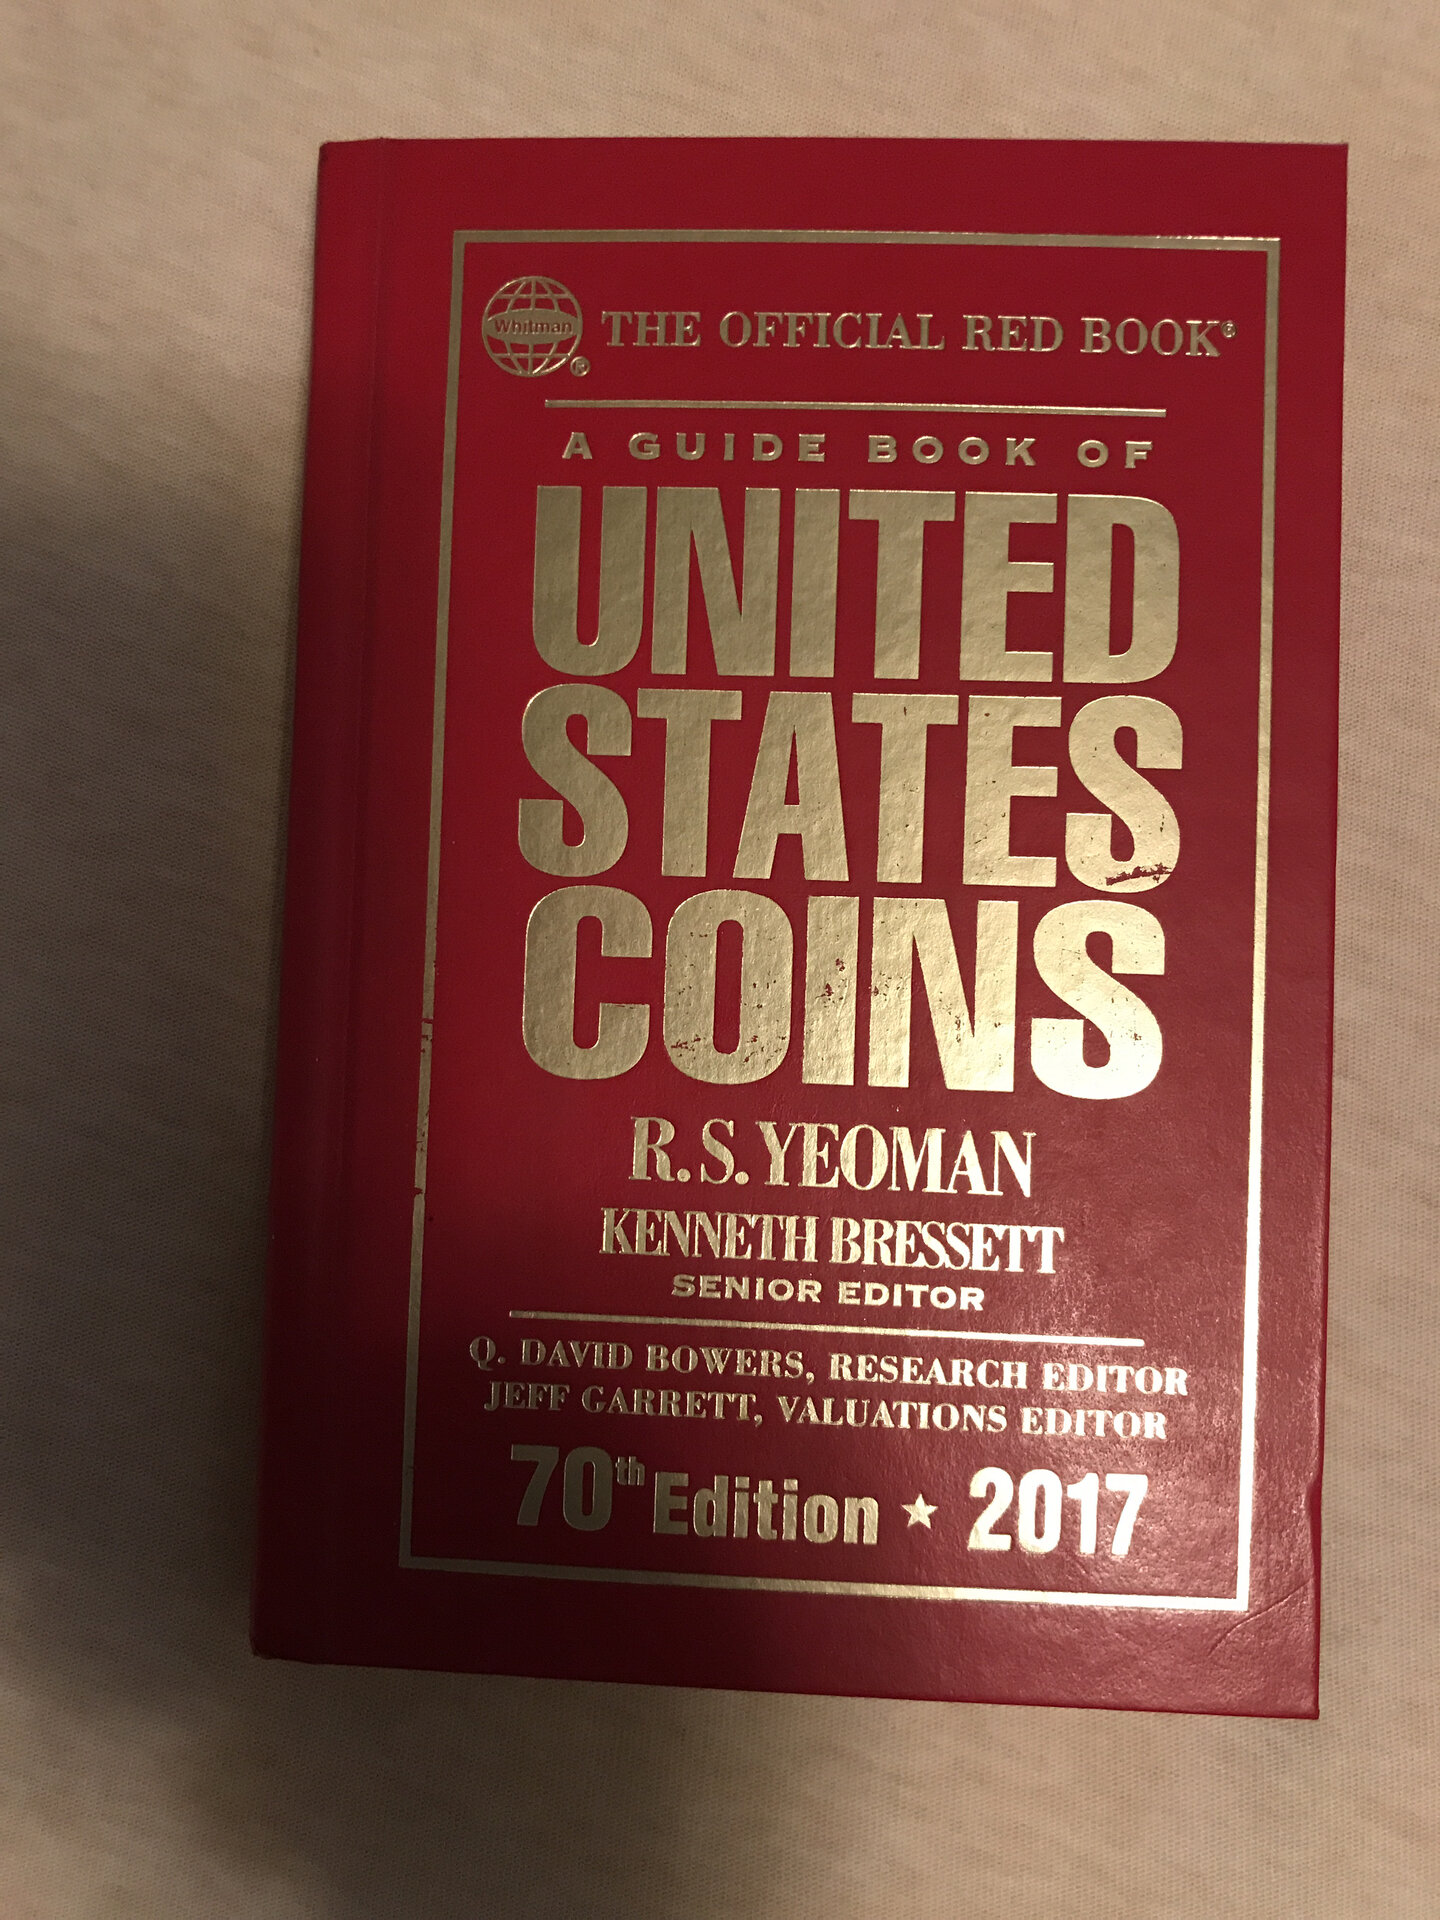 Whitman ® THE OFFICIAL RED BOOK®
A GUIDE BOOK OF
UNITED
STATES
COINS
R.S. YEOMAN
KENNETH BRESSETT
SENIOR EDITOR
Q. DAVID BOWERS, RESEARCH EDITOR
JEFF GARRETT, VALUATIONS EDITOR
70th Edition ★ 2017